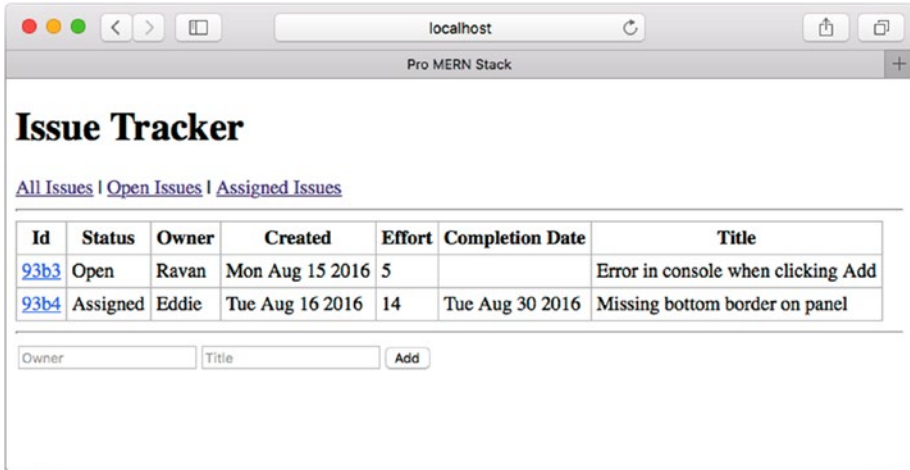 localhost
Pro MERN Stack
Issue Tracker
All Issues | Open Issues | Assigned Issues
Id Status Owner Created Effort Completion Date Title
93b3 Open Ravan Mon Aug 15 2016 5 Error in console when clicking Add
93b4 Assigned Eddie Tue Aug 16 2016 14 Tue Aug 30 2016 Missing bottom border on panel
Owner Title Add